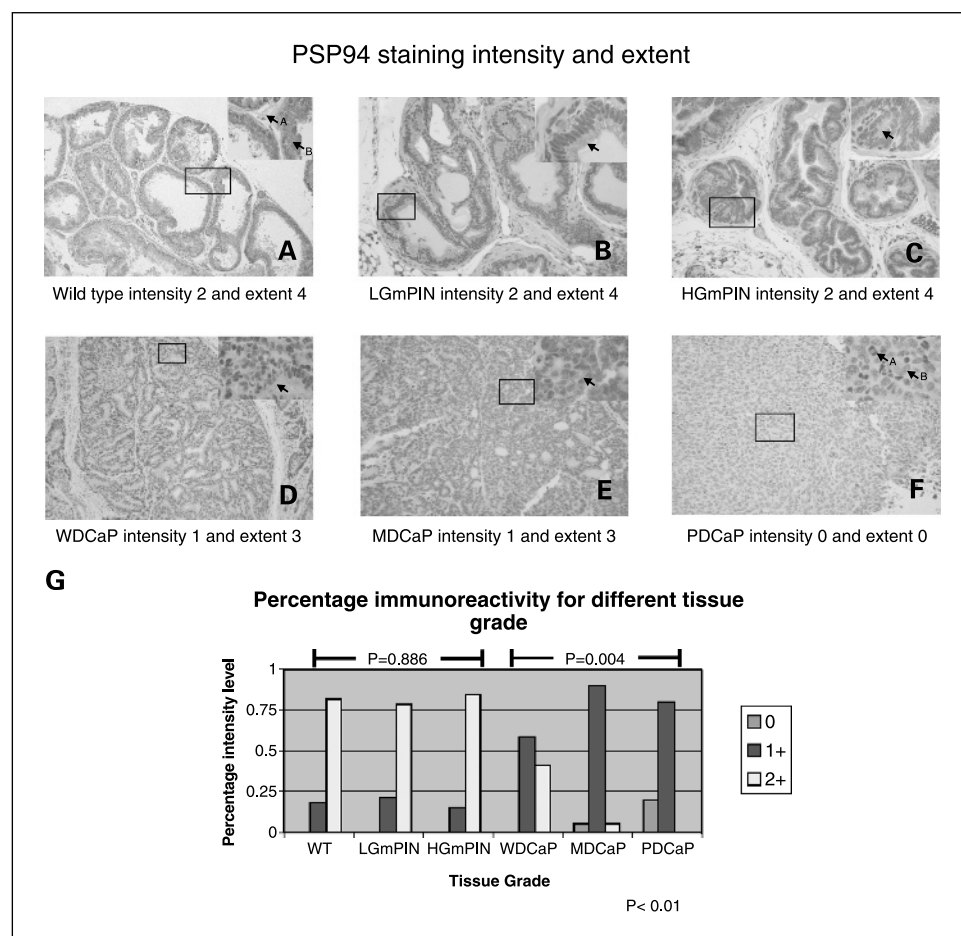 PSP94 staining intensity and extent
A
B
A
B
C
Wild type intensity 2 and extent 4
LGmPIN intensity 2 and extent 4
HGmPIN intensity 2 and extent 4
A
B
D
E
F
WDCaP intensity 1 and extent 3
MDCaP intensity 1 and extent 3
PDCaP intensity 0 and extent 0
G
Percentage immunoreactivity for different tissue
grade
P=0.886
P=0.004
Percentage intensity level
1
0.75
0.5
0.25
0
WT
LGmPIN
HGmPIN
WDCaP
MDCaP
PDCaP
0
1+
2+
Tissue Grade
P< 0.01